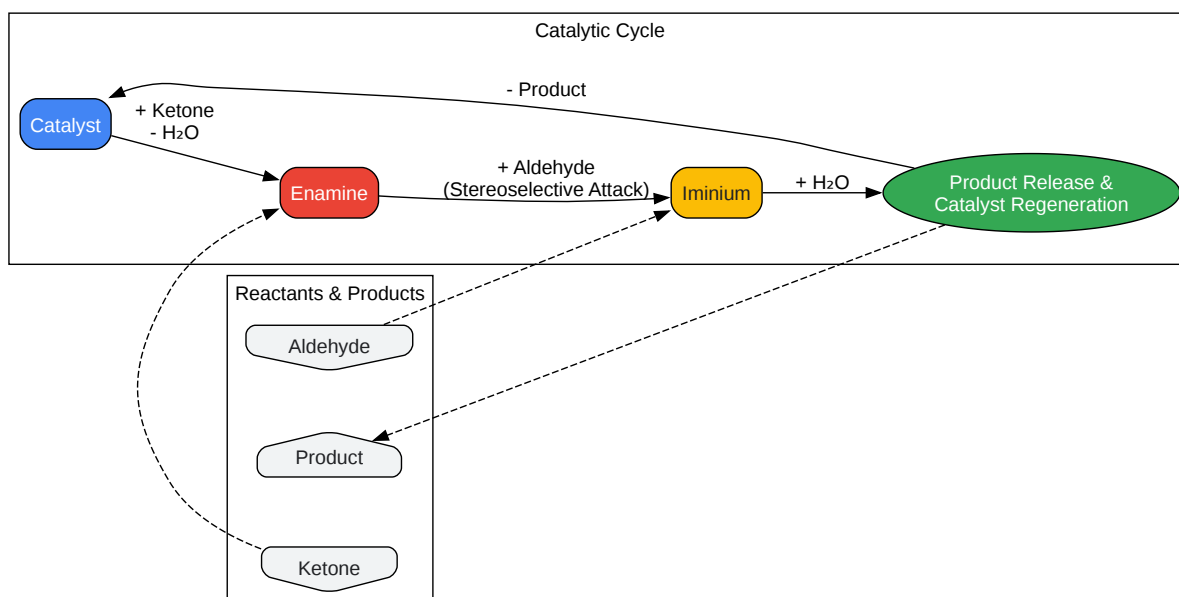 Catalytic Cycle
- Product
+ Ketone
- H₂O
Catalyst
+ Aldehyde
(Stereoselective Attack)
Enamine
Iminium
+ H₂O
Product Release &
Catalyst Regeneration
Reactants & Products
Aldehyde
Product
Ketone